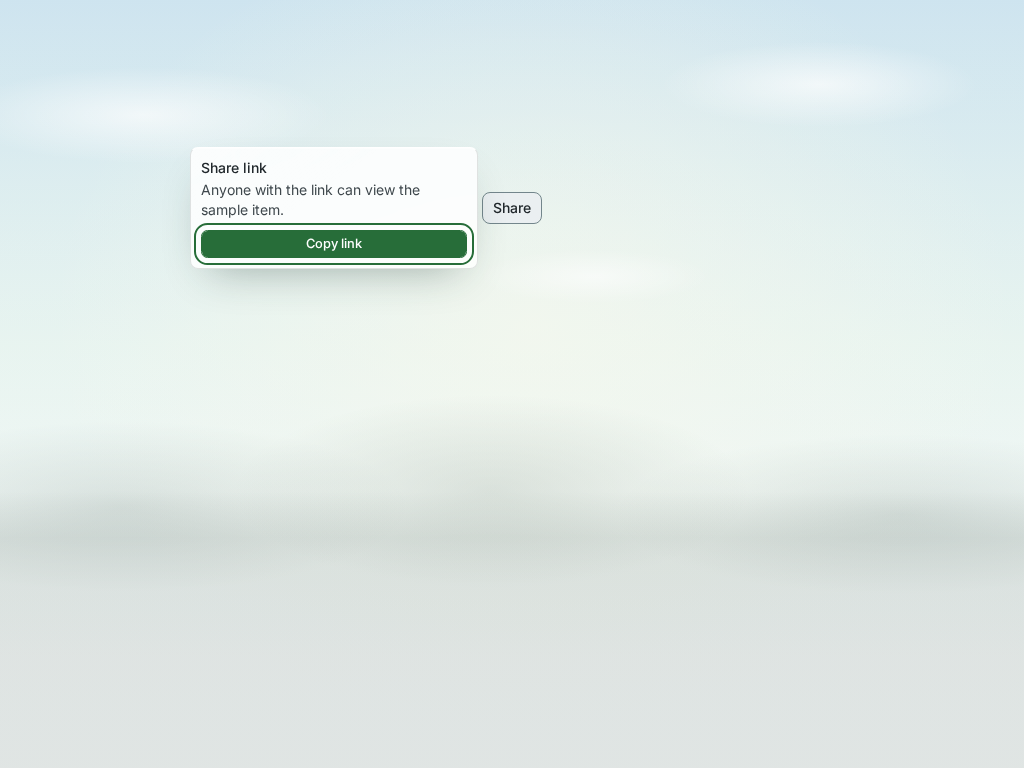 Share link
Anyone with the link can view the
sample item.
Copy link
Share